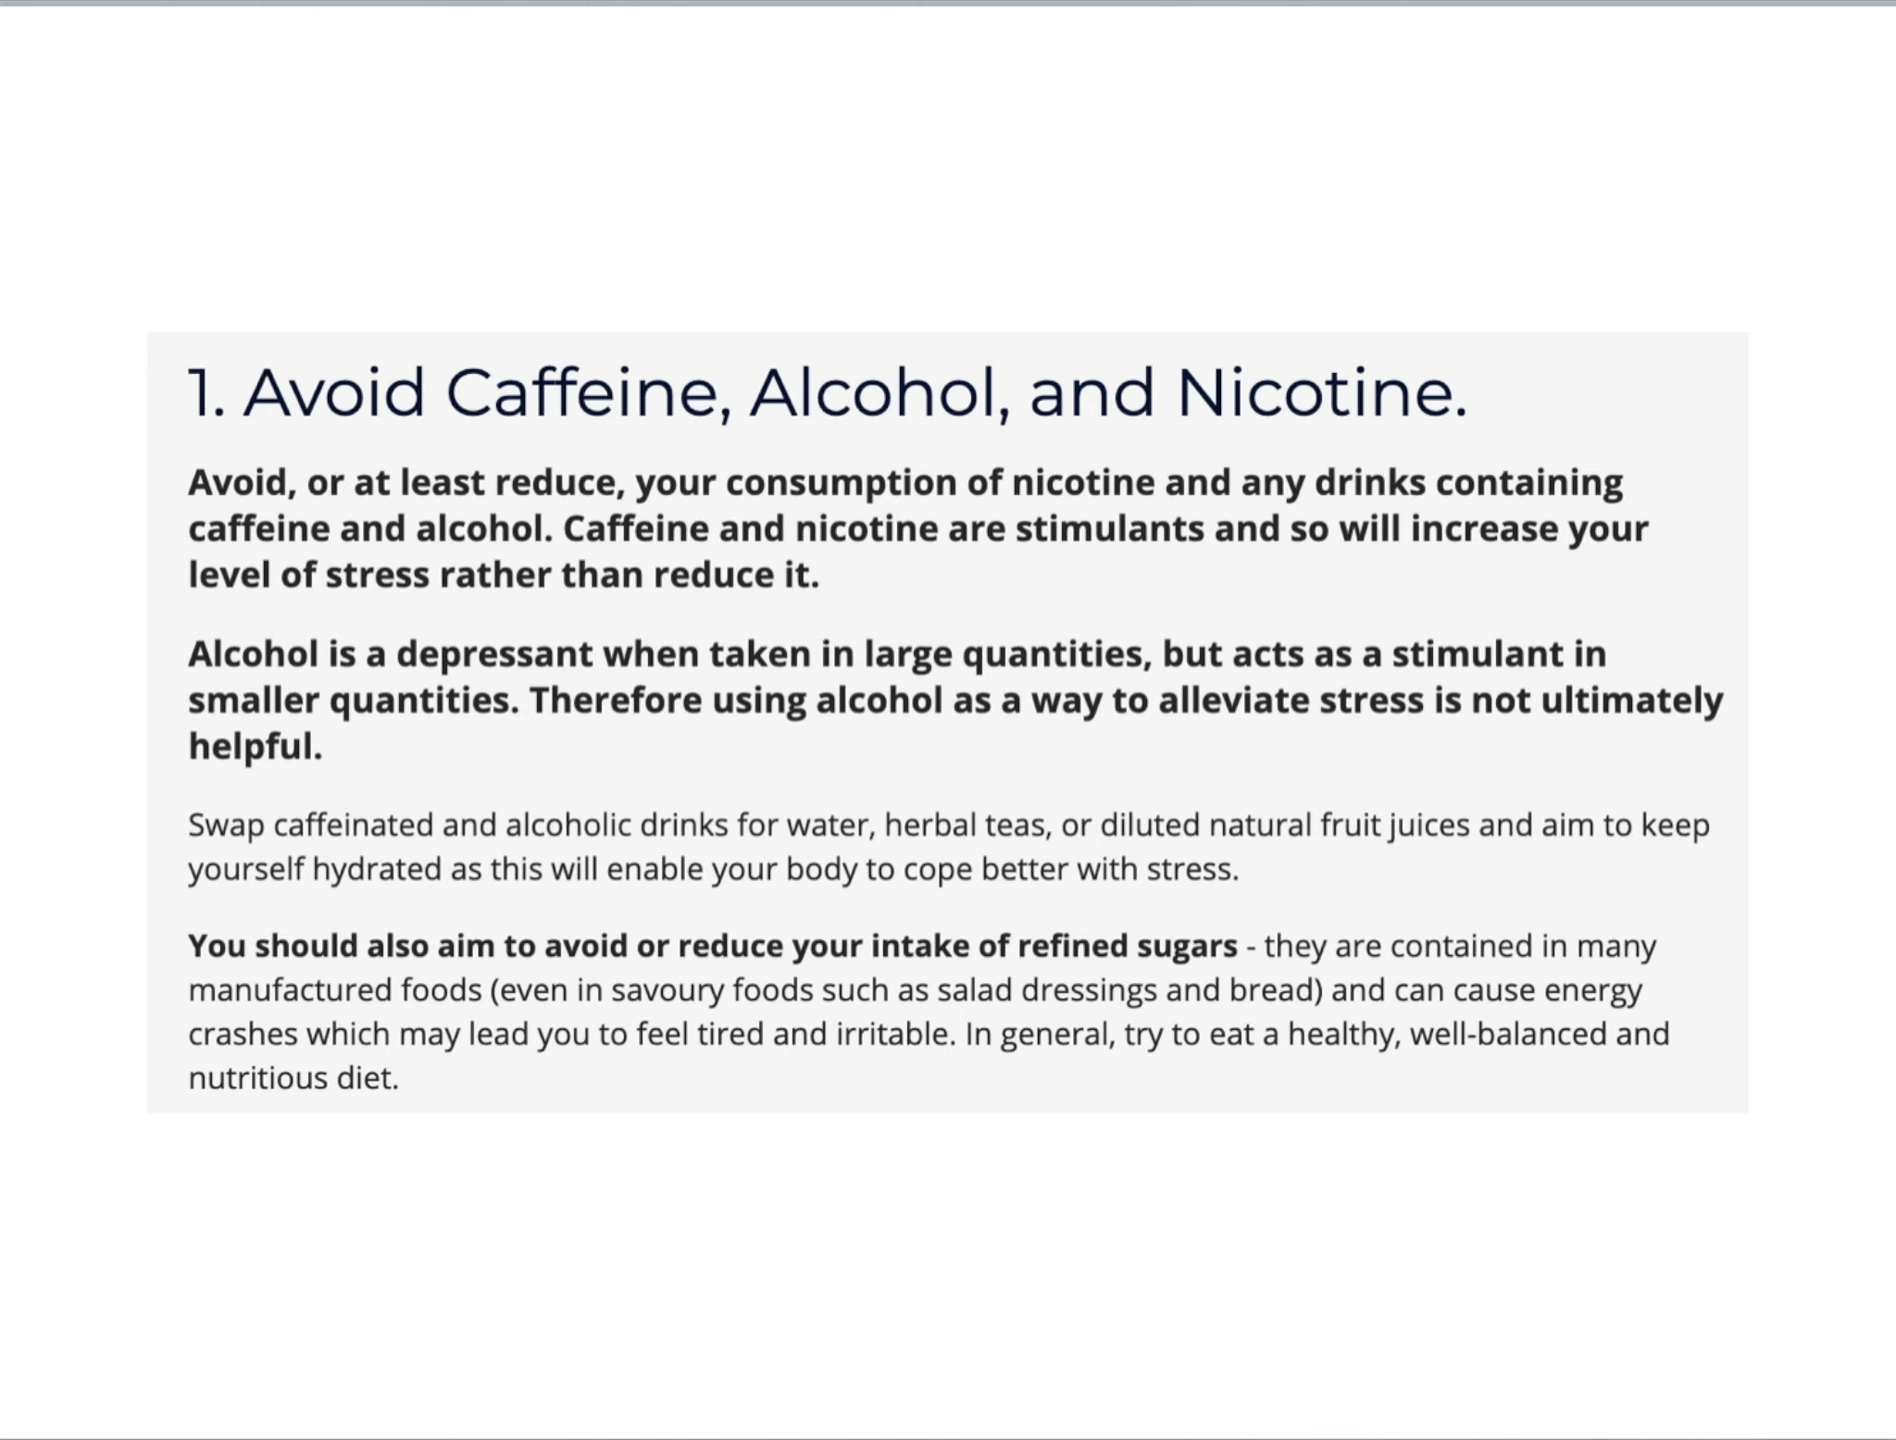 1. Avoid Caffeine, Alcohol, and Nicotine.
Avoid, or at least reduce, your consumption of nicotine and any drinks containing
caffeine and alcohol. Caffeine and nicotine are stimulants and so will increase your
level of stress rather than reduce it.
Alcohol is a depressant when taken in large quantities, but acts as a stimulant in
smaller quantities. Therefore using alcohol as a way to alleviate stress is not ultimately
helpful.
Swap caffeinated and alcoholic drinks for water, herbal teas, or diluted natural fruit juices and aim to keep
yourself hydrated as this will enable your body to cope better with stress.
You should also aim to avoid or reduce your intake of refined sugars - they are contained in many
manufactured foods (even in savoury foods such as salad dressings and bread) and can cause energy
crashes which may lead you to feel tired and irritable. In general, try to eat a healthy, well-balanced and
nutritious diet.